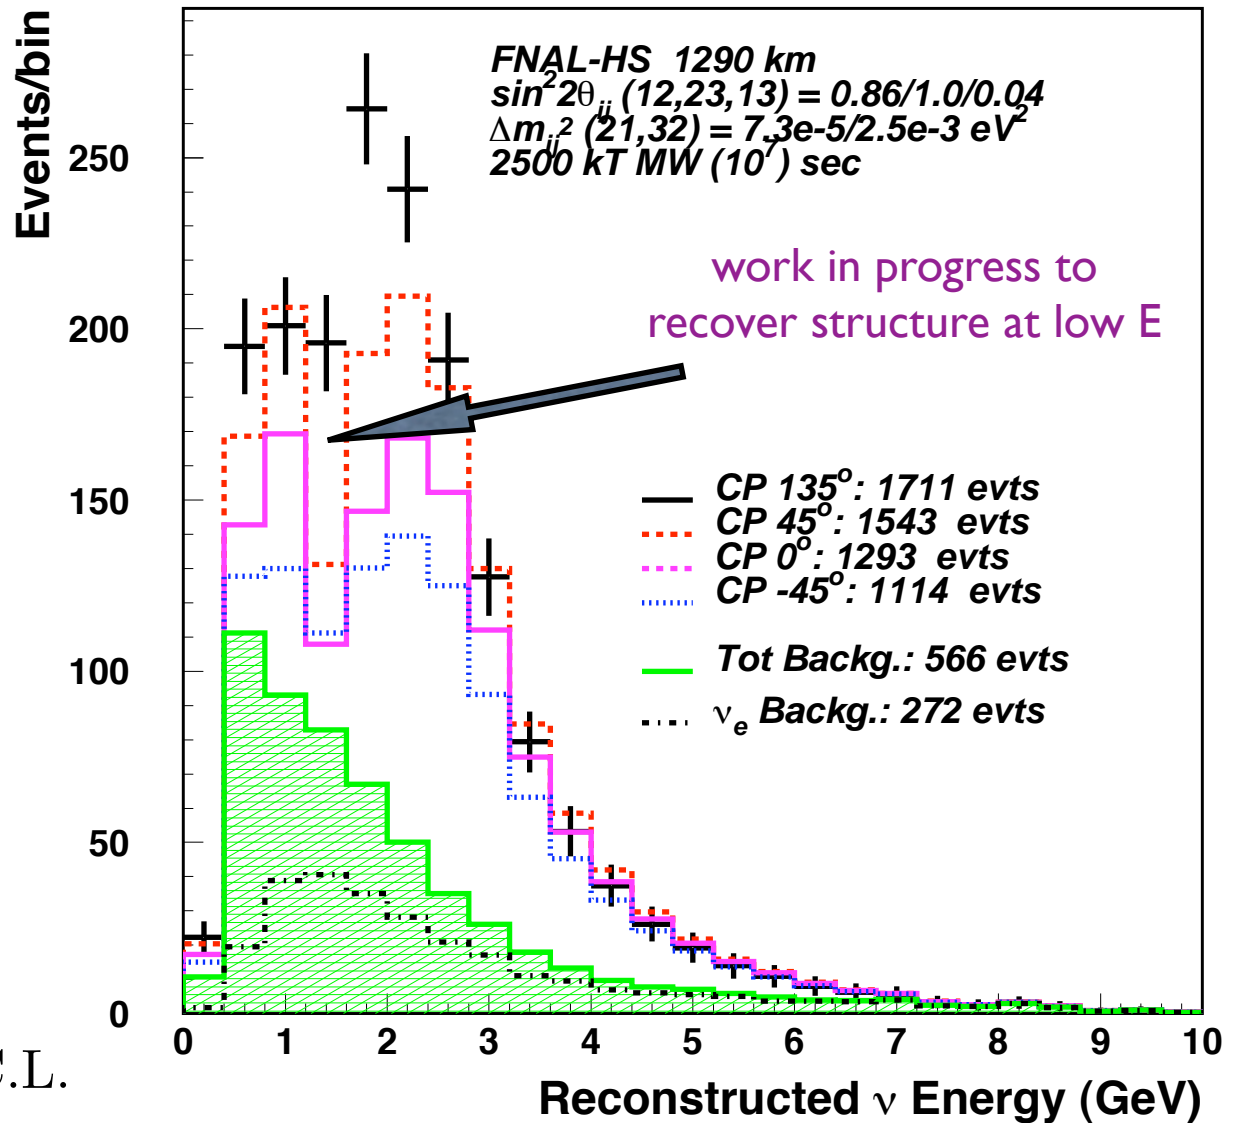 Events/bin
250
200
150
100
50
0
FNAL-HS 1290 km
sin²2θij (12,23,13) = 0.86/1.0/0.04
Δmij² (21,32) = 7.3e-5/2.5e-3 eV²
2500 kT MW (10⁷) sec
work in progress to
recover structure at low E
CP 135°: 1711 evts
CP 45°: 1543 evts
CP 0°: 1293 evts
CP -45°: 1114 evts
Tot Backg.: 566 evts
νe Backg.: 272 evts
0 1 2 3 4 5 6 7 8 9 10
C.L.
Reconstructed ν Energy (GeV)